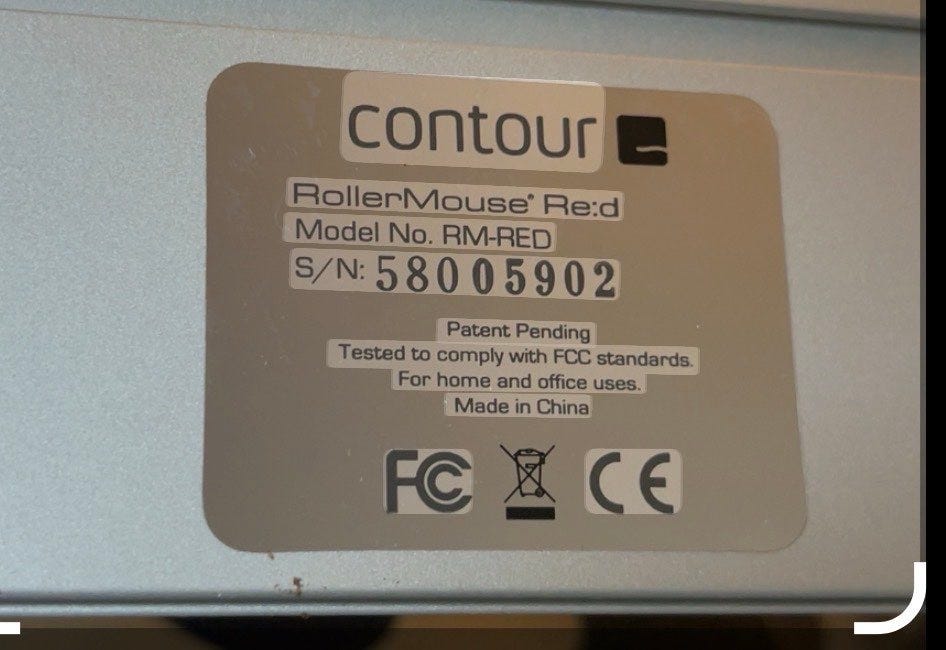 contour
RollerMouse® Re:d
Model No. RM-RED
S/N: 58005902
Patent Pending
Tested to comply with FCC standards.
For home and office uses.
Made in China
FC CE